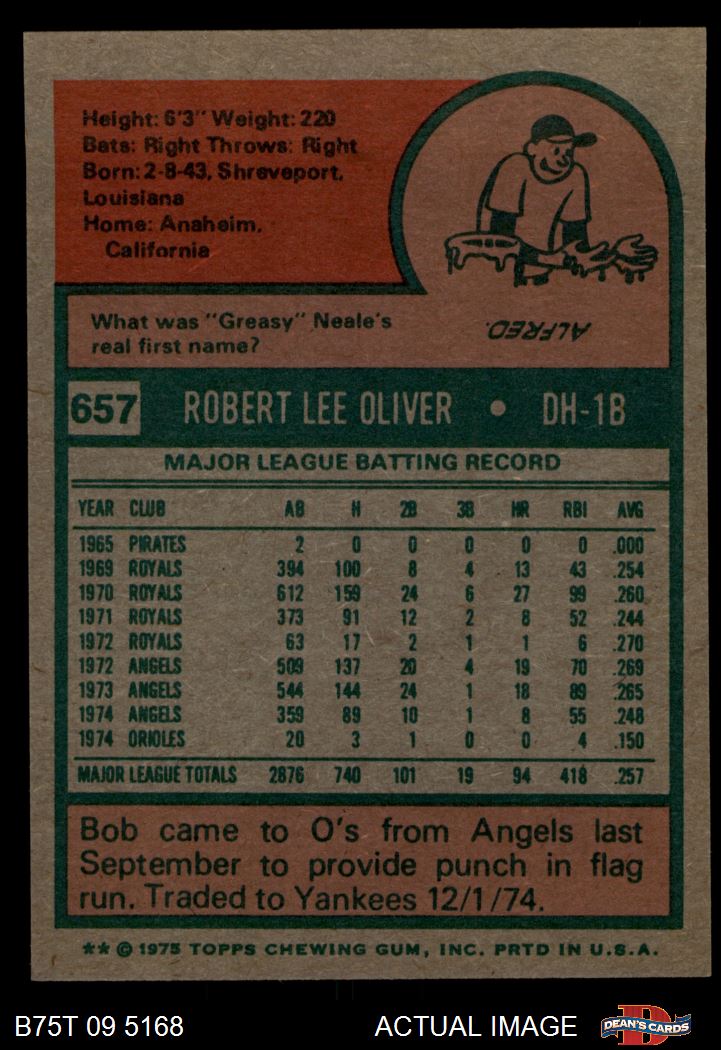 Height: 6'3" Weight: 220
Bats: Right Throws: Right
Born: 2-8-43, Shreveport,
Louisiana
Home: Anaheim,
California
What was "Greasy" Neale's
real first name?
ALFRED.
657 ROBERT LEE OLIVER • DH-1B
MAJOR LEAGUE BATTING RECORD
YEAR CLUB AB H 2B 3B HR RBI AVG
1965 PIRATES 2 0 0 0 0 0 .000
1969 ROYALS 394 100 8 4 13 43 .254
1970 ROYALS 612 159 24 6 27 99 .260
1971 ROYALS 373 91 12 2 8 52 .244
1972 ROYALS 63 17 2 1 1 6 .270
1972 ANGELS 509 137 20 4 19 70 .269
1973 ANGELS 544 144 24 1 18 89 .265
1974 ANGELS 359 89 10 1 8 55 .248
1974 ORIOLES 20 3 1 0 0 4 .150
MAJOR LEAGUE TOTALS 2876 740 101 19 94 418 .257
Bob came to O's from Angels last
September to provide punch in flag
run. Traded to Yankees 12/1/74.
** © 1975 TOPPS CHEWING GUM, INC. PRTD IN U.S.A.
B75T 09 5168 ACTUAL IMAGE D DEAN'S CARDS